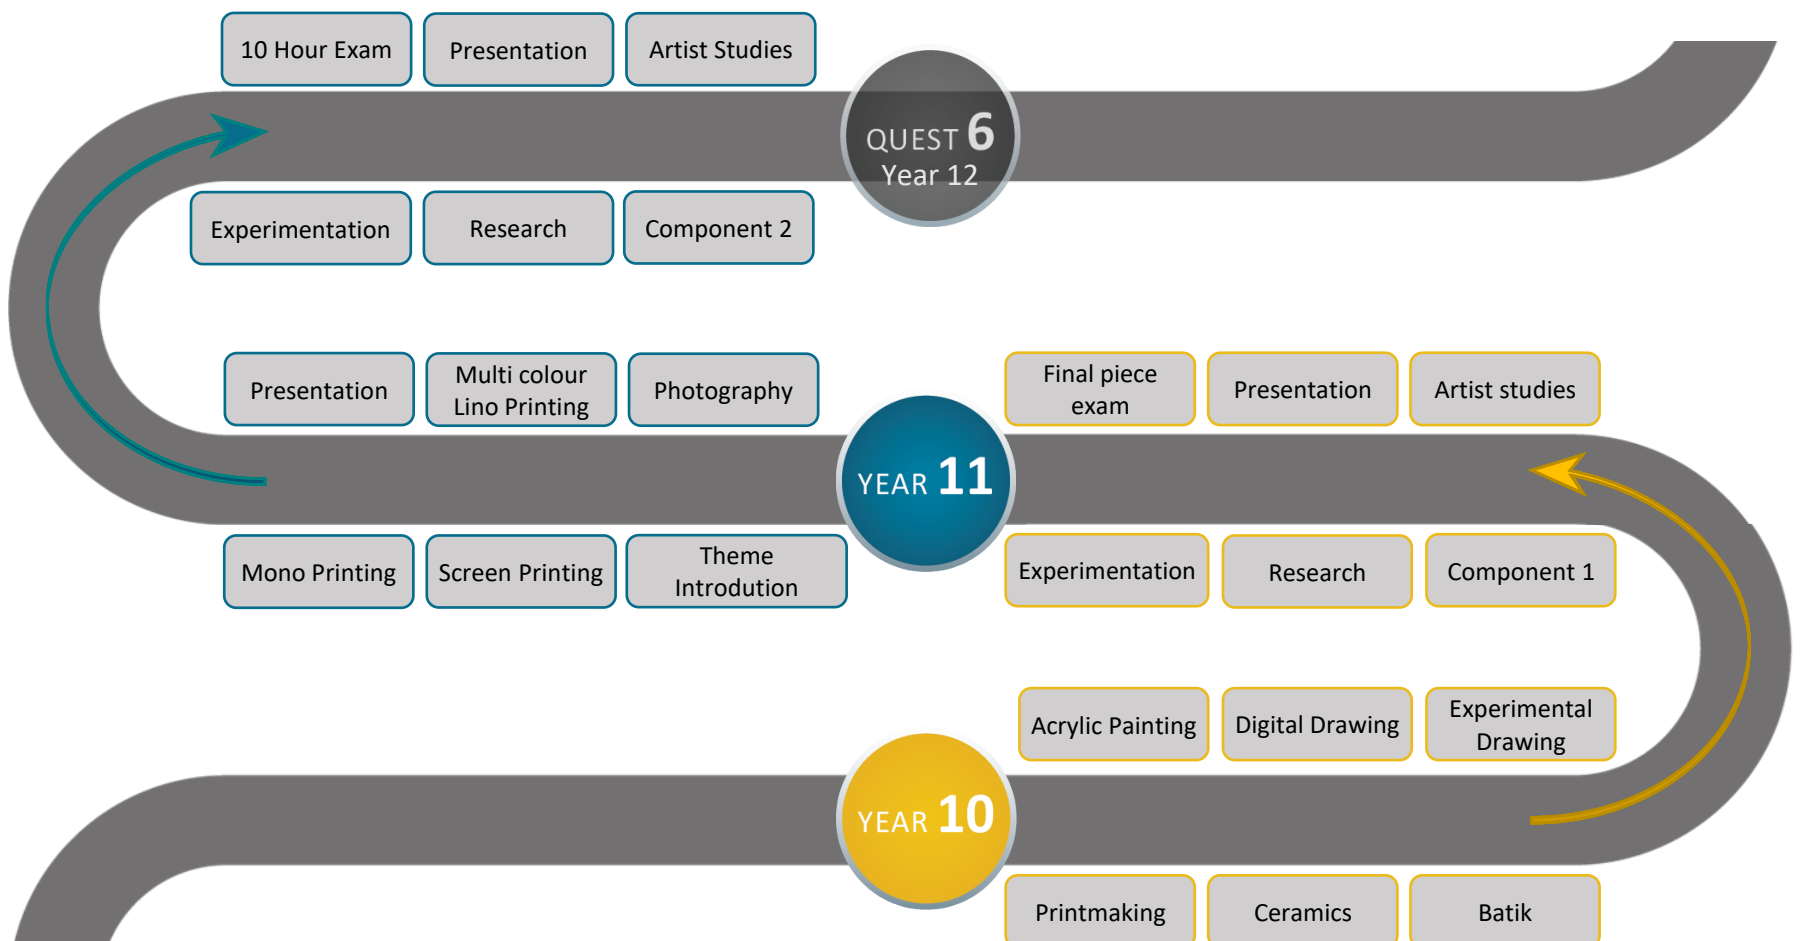 10 Hour Exam
Presentation
Artist Studies
QUEST 6
Year 12
Experimentation
Research
Component 2
Presentation
Multi colour
Lino Printing
Photography
Final piece
exam
Presentation
Artist studies
YEAR 11
Mono Printing
Screen Printing
Theme
Introdution
Experimentation
Research
Component 1
Acrylic Painting
Digital Drawing
Experimental
Drawing
YEAR 10
Printmaking
Ceramics
Batik